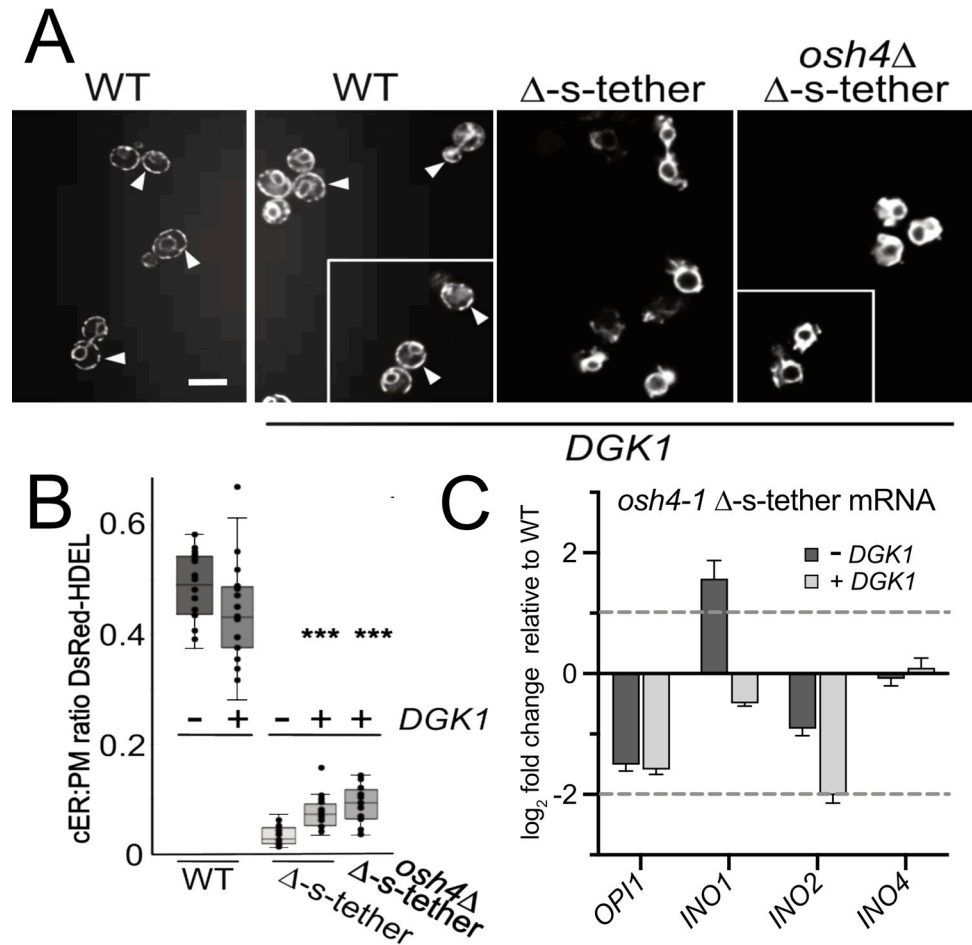 A
WT
WT
Δ-s-tether
osh4Δ
Δ-s-tether
DGK1
B
cER:PM ratio DsRed-HDEL
0.6
0.4
0.2
0
*** ***
- + - + + DGK1
WT
Δ-s-tether
osh4Δ
Δ-s-tether
C
osh4-1 Δ-s-tether mRNA
- DGK1
+ DGK1
log2 fold change relative to WT
2
0
-2
OPI1
INO1
INO2
INO4